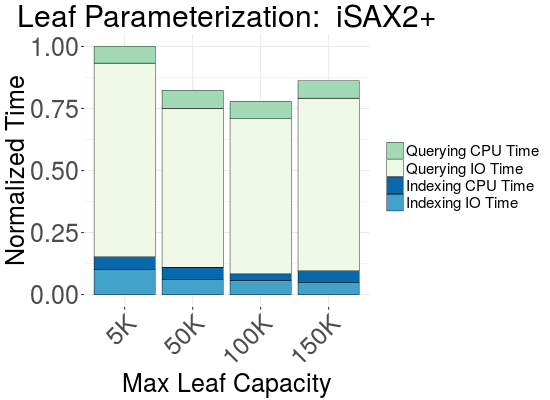 Leaf Parameterization:  iSAX2+
Normalized Time
1.00
0.75
0.50
0.25
0.00
5K
50K
100K
150K
Max Leaf Capacity
Querying CPU Time
Querying IO Time
Indexing CPU Time
Indexing IO Time